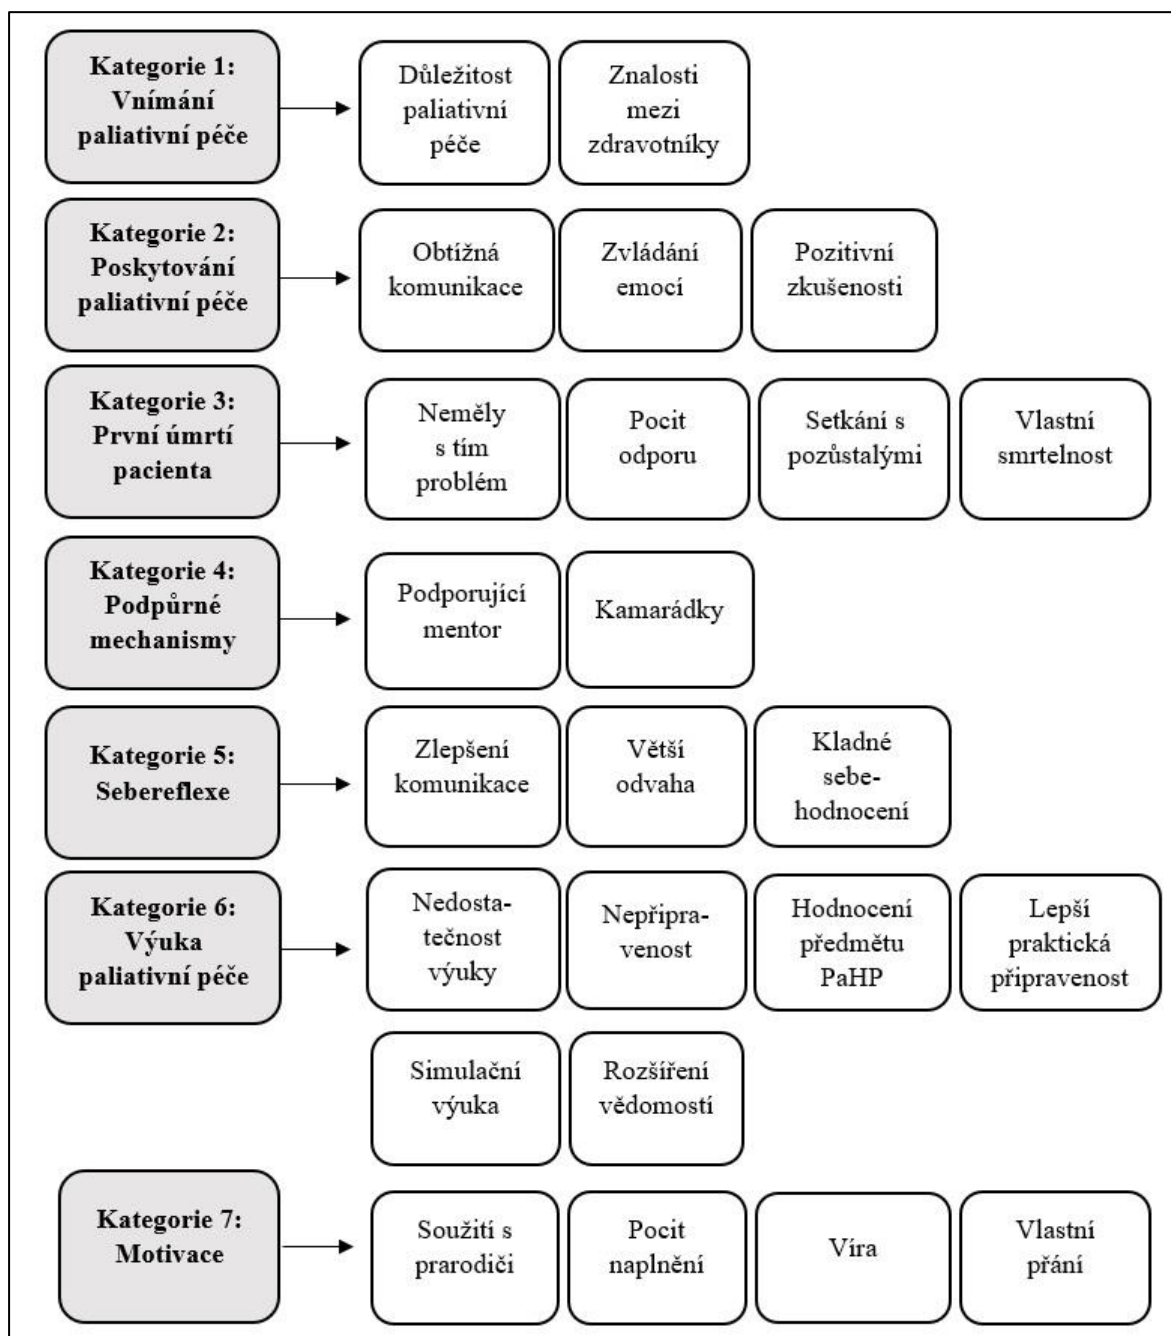 Kategorie 1:
Vnímání
paliativní péče
Důležitost
paliativní
péče
Znalosti
mezi
zdravotníky
Kategorie 2:
Poskytování
paliativní péče
Obtížná
komunikace
Zvládání
emocí
Pozitivní
zkušenosti
Kategorie 3:
První úmrtí
pacienta
Neměly
s tím
problém
Pocit
odporu
Setkání s
pozůstalými
Vlastní
smrtelnost
Kategorie 4:
Podpůrné
mechanismy
Podporující
mentor
Kamarádky
Kategorie 5:
Sebereflexe
Zlepšení
komunikace
Větší
odvaha
Kladné
sebe-
hodnocení
Kategorie 6:
Výuka
paliativní péče
Nedosta-
tečnost
výuky
Nepřipra-
venost
Hodnocení
předmětu
PaHP
Lepší
praktická
připravenost
Simulační
výuka
Rozšíření
vědomostí
Kategorie 7:
Motivace
Soužití s
prarodiči
Pocit
naplnění
Víra
Vlastní
přání